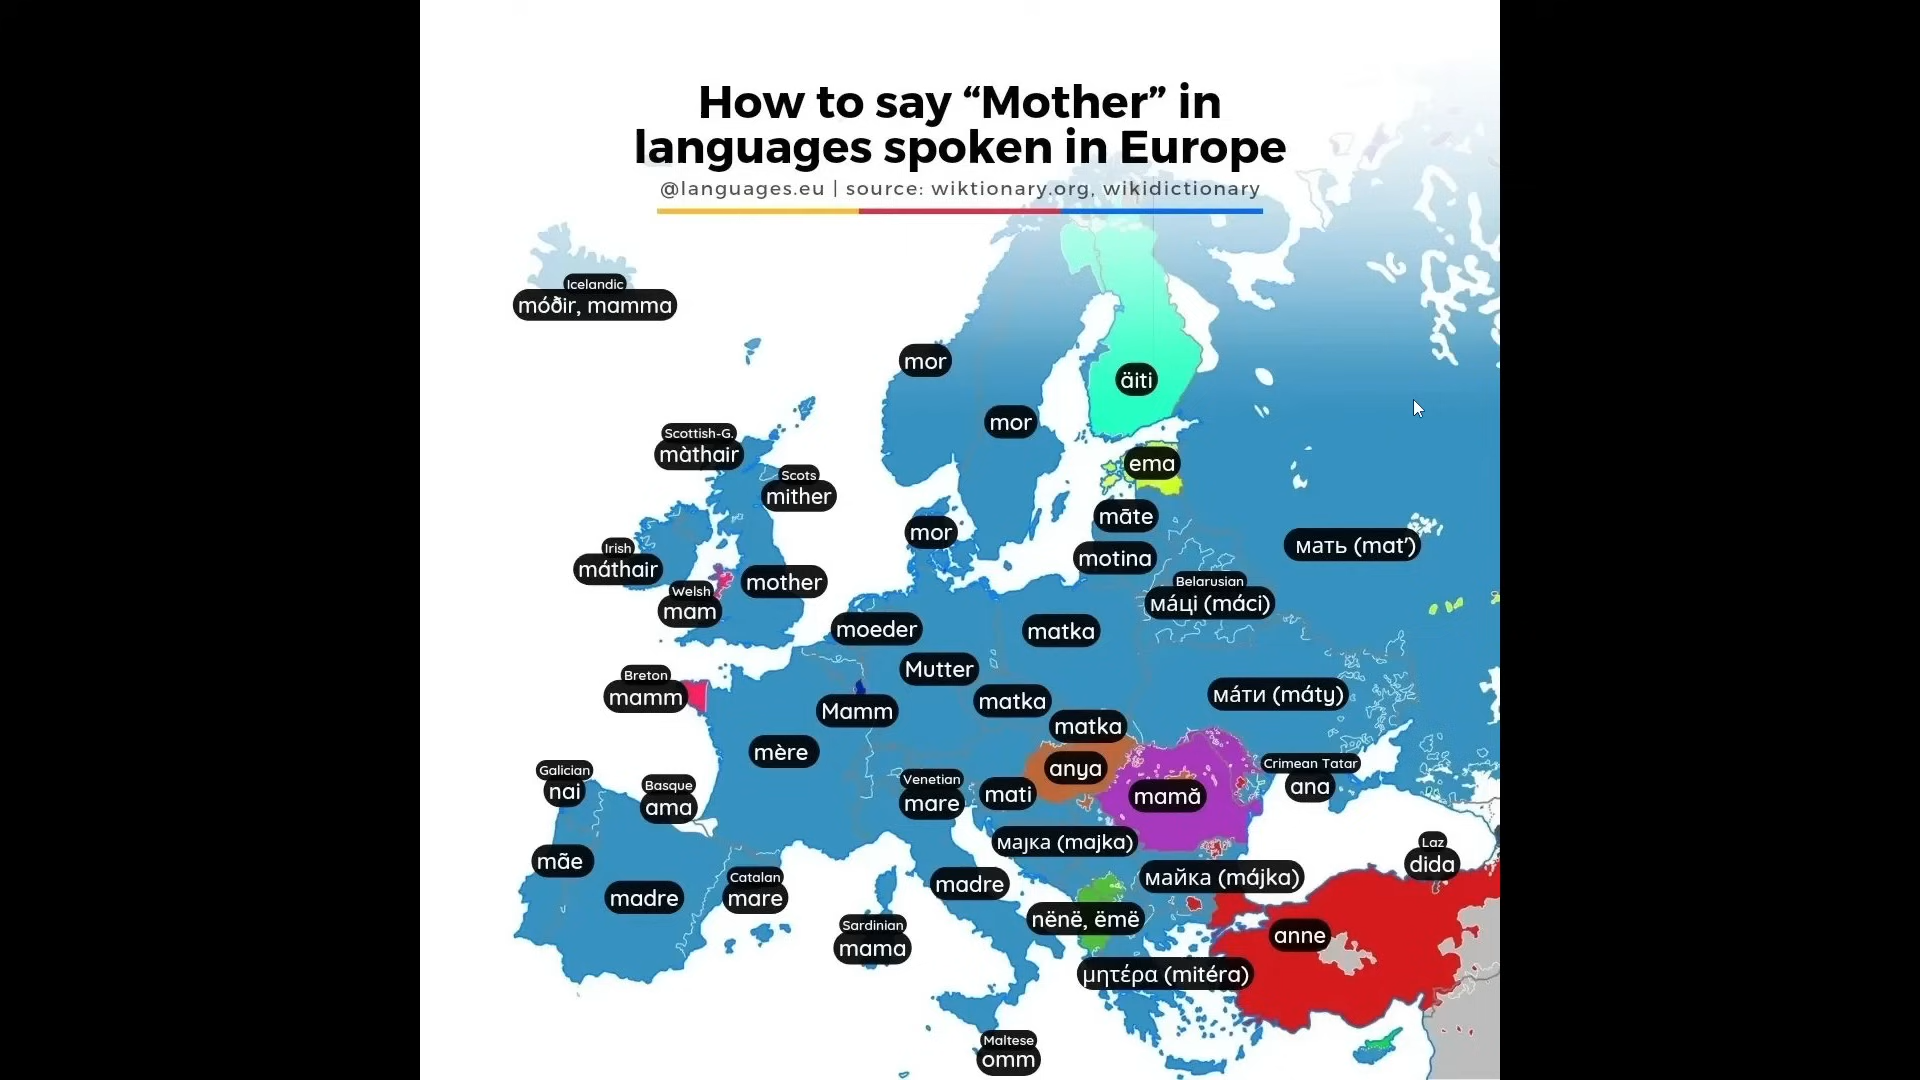 How to say “Mother” in
languages spoken in Europe
@languages.eu | source: wiktionary.org, wikidictionary
Icelandic
móðir, mamma
mor
äiti
mor
Scottish-G.
màthair
ema
Scots
mither
māte
mor
мать (mat′)
Irish
máthair
motina
mother
Belarusian
мáці (máci)
Welsh
mam
moeder
matka
Mutter
Breton
mamm
мáти (máty)
matka
Mamm
matka
mère
Crimean Tatar
ana
anya
Galician
nai
Venetian
mare
Basque
ama
mati
mamă
мајка (majka)
Laz
dida
mãe
майка (májka)
Catalan
mare
madre
madre
nënë, ëmë
Sardinian
mama
anne
μητέρα (mitéra)
Maltese
omm